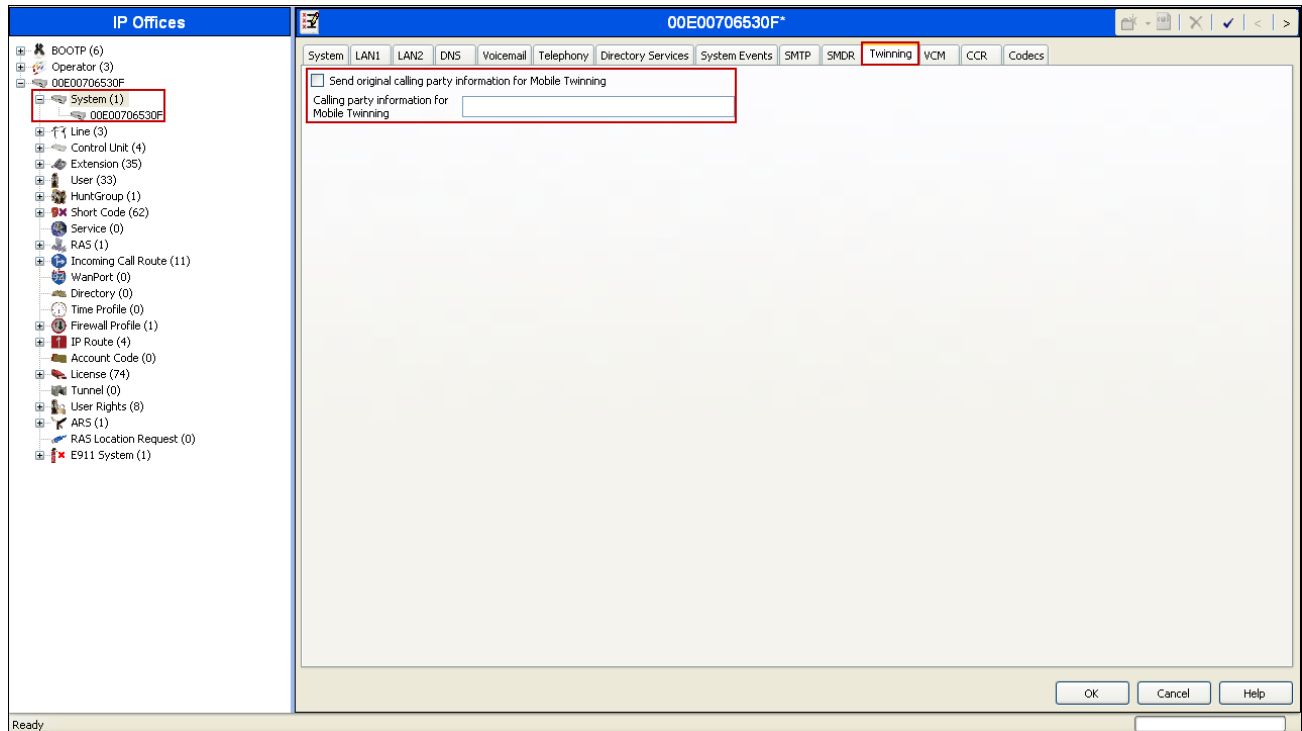 IP Offices
BOOTP (6)
Operator (3)
00E00706530F
System (1)
00E00706530F
Line (3)
Control Unit (4)
Extension (35)
User (33)
HuntGroup (1)
Short Code (62)
Service (0)
RAS (1)
Incoming Call Route (11)
WanPort (0)
Directory (0)
Time Profile (0)
Firewall Profile (1)
IP Route (4)
Account Code (0)
License (74)
Tunnel (0)
User Rights (8)
ARS (1)
RAS Location Request (0)
E911 System (1)
00E00706530F*
System LAN1 LAN2 DNS Voicemail Telephony Directory Services System Events SMTP SMDR Twinning VCM CCR Codecs
Send original calling party information for Mobile Twinning
Calling party information for
Mobile Twinning
OK Cancel Help
Ready